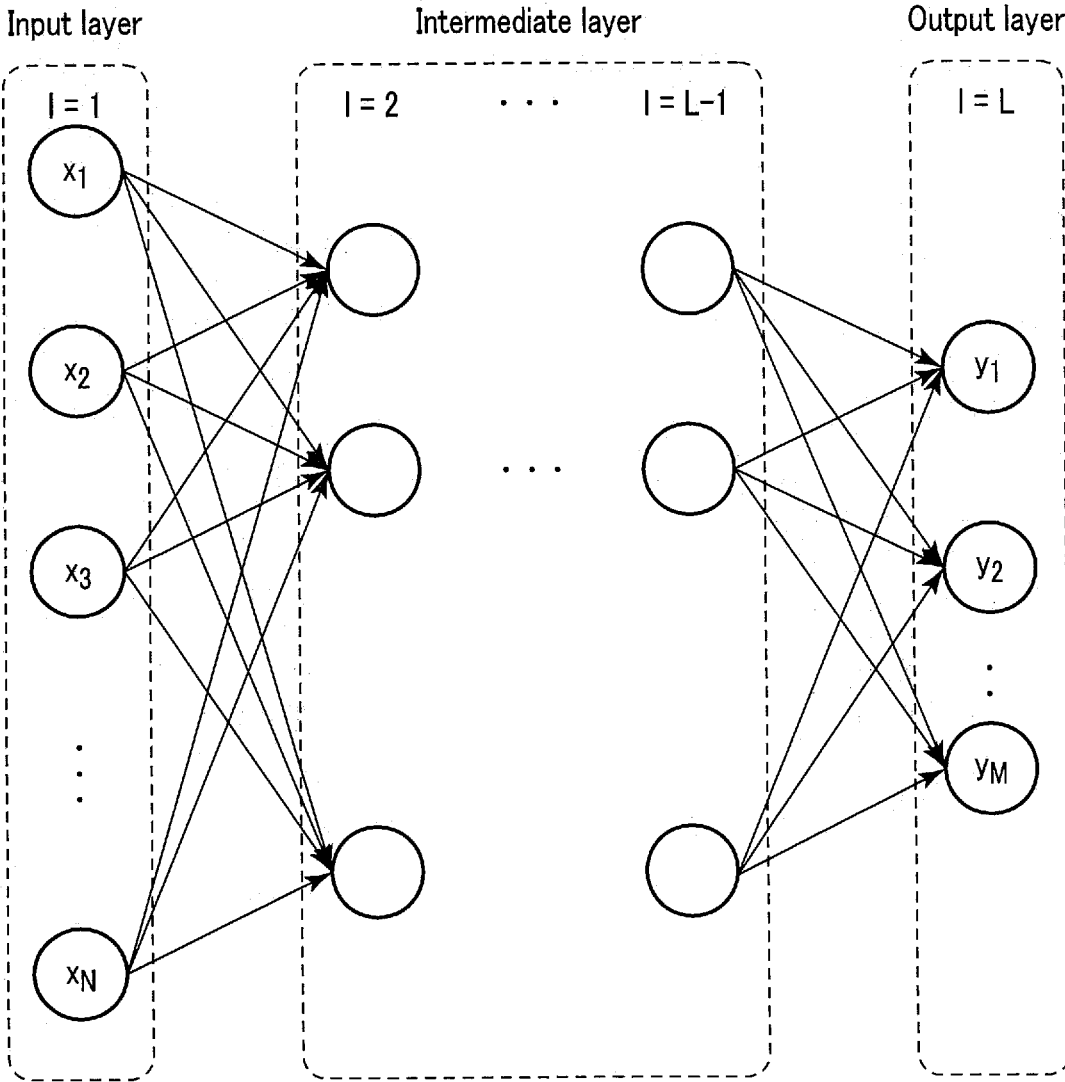 Input layer
Intermediate layer
Output layer
l = 1
l = 2
· · ·
l = L-1
l = L
x1
x2
x3
xN
· · ·
y1
y2
yM